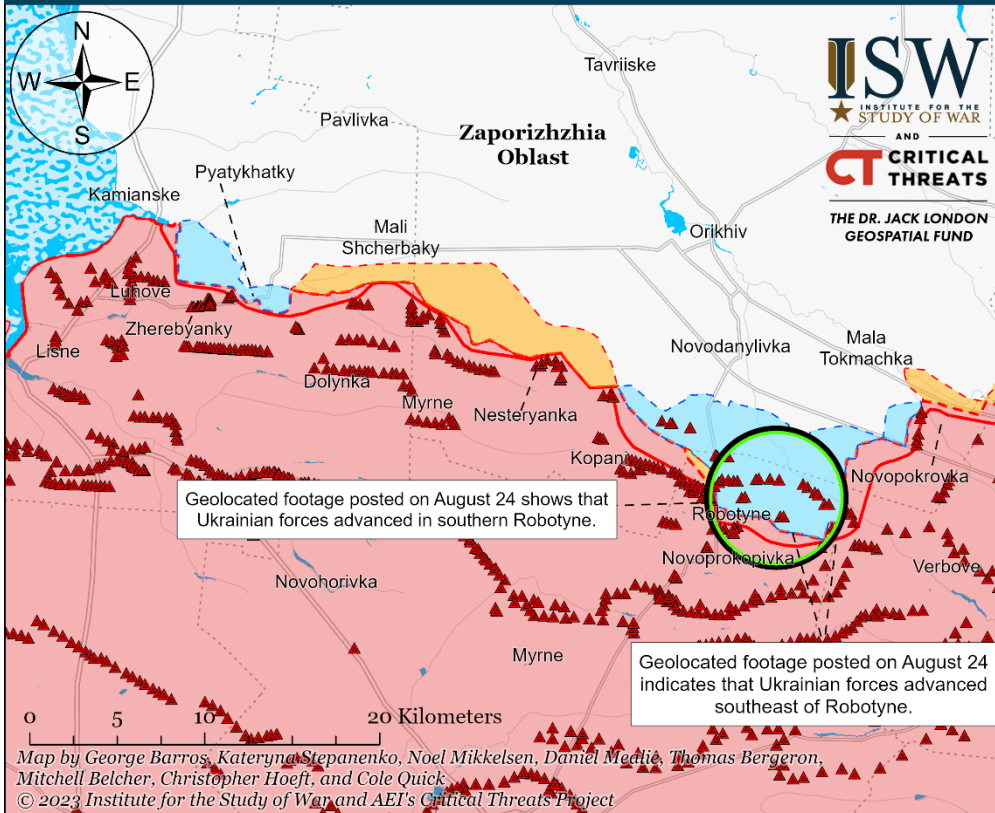 N
W
E
S
ISW
INSTITUTE FOR THE
STUDY OF WAR
AND
CT CRITICAL
THREATS
THE DR. JACK LONDON
GEOSPATIAL FUND
Tavriiske
Pavlivka
Zaporizhzhia
Oblast
Pyatykhatky
Kamianske
Mali
Shcherbaky
Orikhiv
Luhove
Zherebyanky
Lisne
Dolynka
Myrne
Nesteryanka
Novodanylivka
Mala
Tokmachka
Kopani
Novopokrovka
Geolocated footage posted on August 24 shows that
Ukrainian forces advanced in southern Robotyne.
Robotyne
Novoprokopivka
Verbove
Novohorivka
Myrne
Geolocated footage posted on August 24
indicates that Ukrainian forces advanced
southeast of Robotyne.
0 5 10 20 Kilometers
Map by George Barros, Kateryna Stepanenko, Noel Mikkelsen, Daniel Mealie, Thomas Bergeron,
Mitchell Belcher, Christopher Hoeft, and Cole Quick
© 2023 Institute for the Study of War and AEI's Critical Threats Project